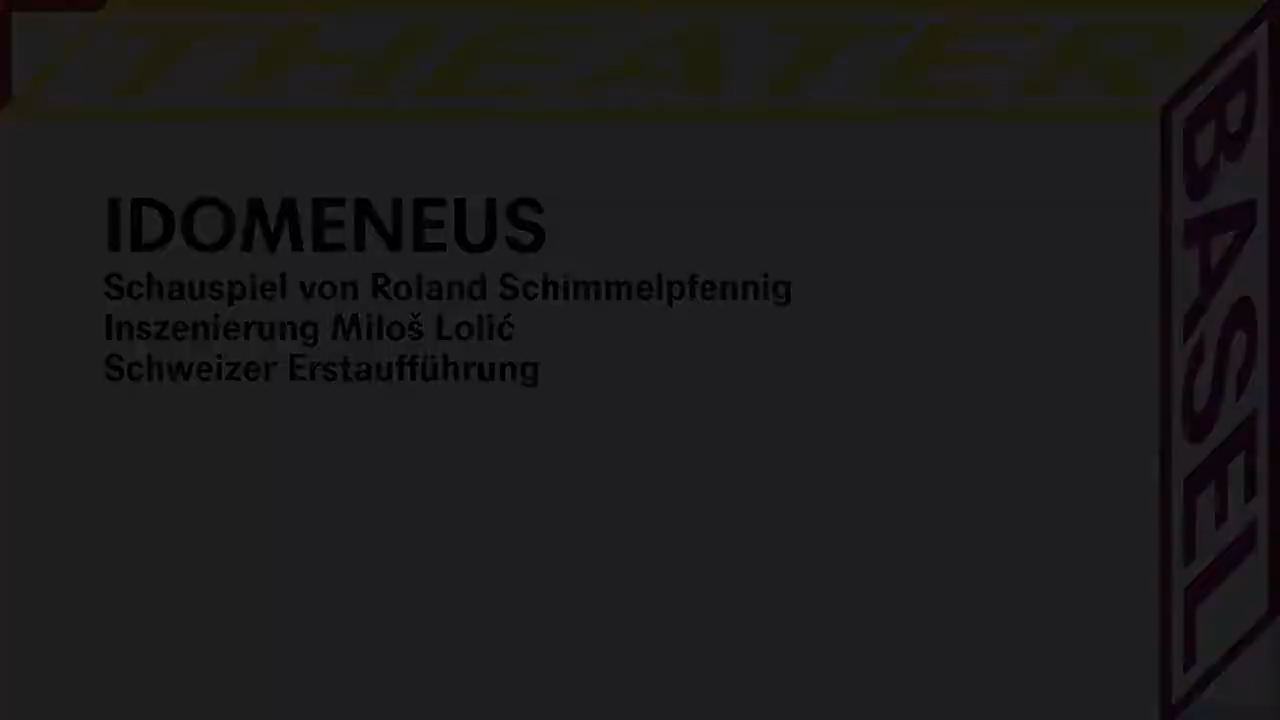 THEATER
BASEL
IDOMENEUS
Schauspiel von Roland Schimmelpfennig
Inszenierung Miloš Lolić
Schweizer Erstaufführung